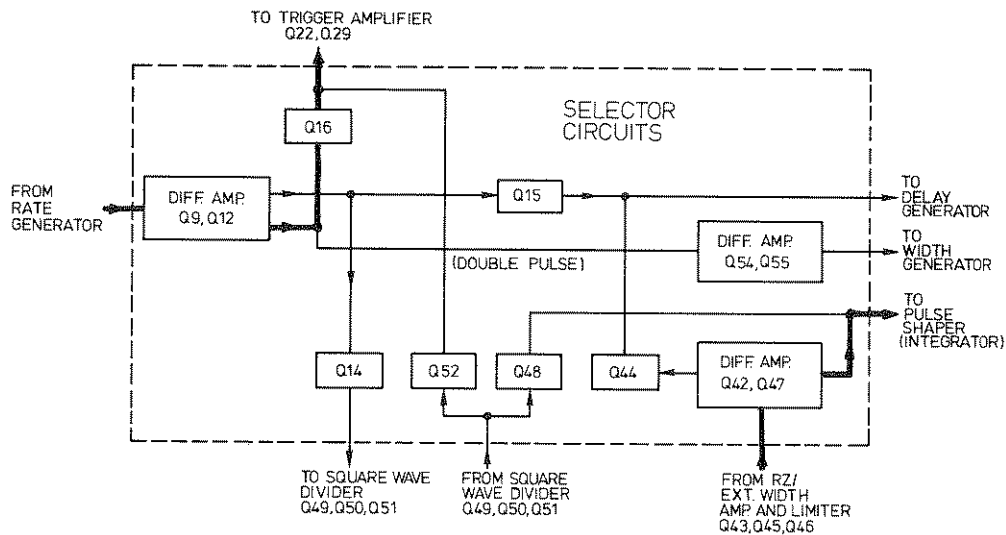 TO TRIGGER AMPLIFIER
Q22, Q29
SELECTOR
CIRCUITS
Q16
FROM
RATE
GENERATOR
DIFF. AMP.
Q9, Q12
Q15
TO
DELAY
GENERATOR
(DOUBLE PULSE)
DIFF. AMP.
Q54, Q55
TO
WIDTH
GENERATOR
TO
PULSE
SHAPER
(INTEGRATOR)
Q14
Q52
Q48
Q44
DIFF. AMP.
Q42, Q47
TO SQUARE WAVE
DIVIDER
Q49, Q50, Q51
FROM SQUARE
WAVE DIVIDER
Q49, Q50, Q51
FROM RZ/
EXT. WIDTH
AMP. AND LIMITER
Q43, Q45, Q46